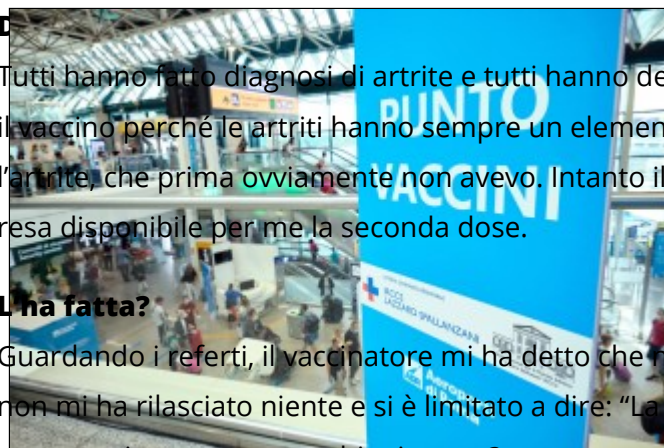 Tutti hanno fatto diagnosi di artrite e tutti hanno de
il vaccino perché le artriti hanno sempre un elemen
l'artrite, che prima ovviamente non avevo. Intanto il
resa disponibile per me la seconda dose.
L'ha fatta?
Guardando i referti, il vaccinatore mi ha detto che
non mi ha rilasciato niente e si è limitato a dire: “La
PUNTO
VACCINI
IRCCS
LAZZARO SPALLANZANI
Aeroporti
di Roma